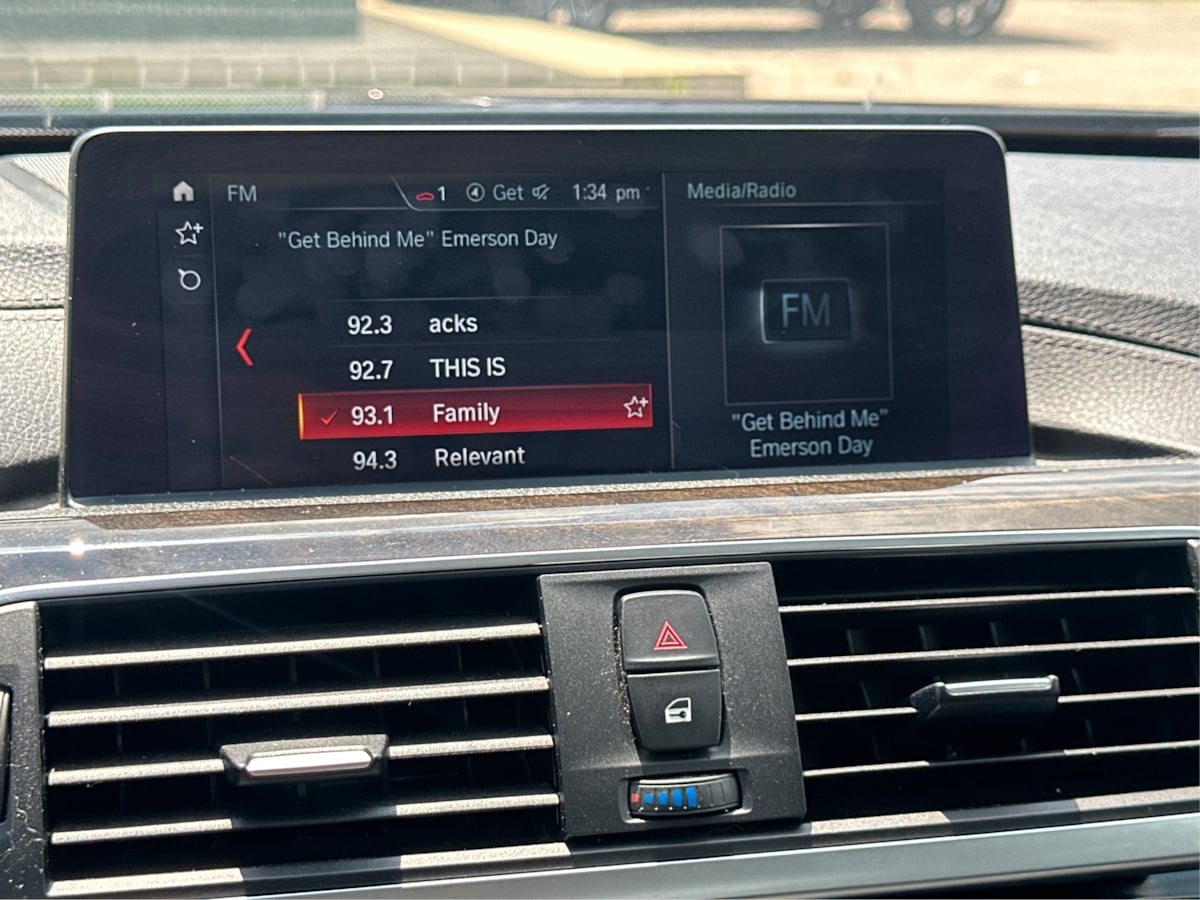 FM 1 Get 1:34 pm Media/Radio
"Get Behind Me" Emerson Day
92.3 acks
92.7 THIS IS
93.1 Family
94.3 Relevant
FM
"Get Behind Me"
Emerson Day